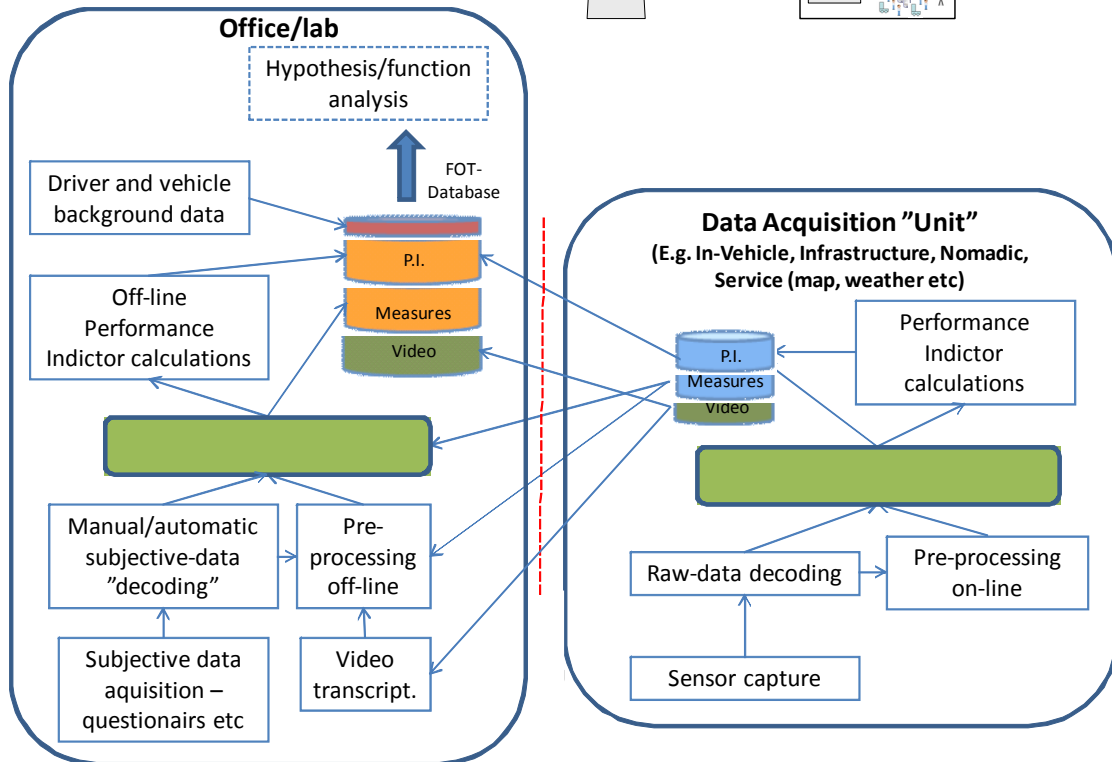 Office/lab
Hypothesis/function
analysis
FOT-
Database
Driver and vehicle
background data
P.I.
Measures
Video
Off-line
Performance
Indictor calculations
Manual/automatic
subjective-data
”decoding”
Pre-
processing
off-line
Subjective data
aquisition –
questionairs etc
Video
transcript.
Data Acquisition ”Unit”
(E.g. In-Vehicle, Infrastructure, Nomadic,
Service (map, weather etc)
P.I.
Measures
Video
Performance
Indictor
calculations
Raw-data decoding
Pre-processing
on-line
Sensor capture